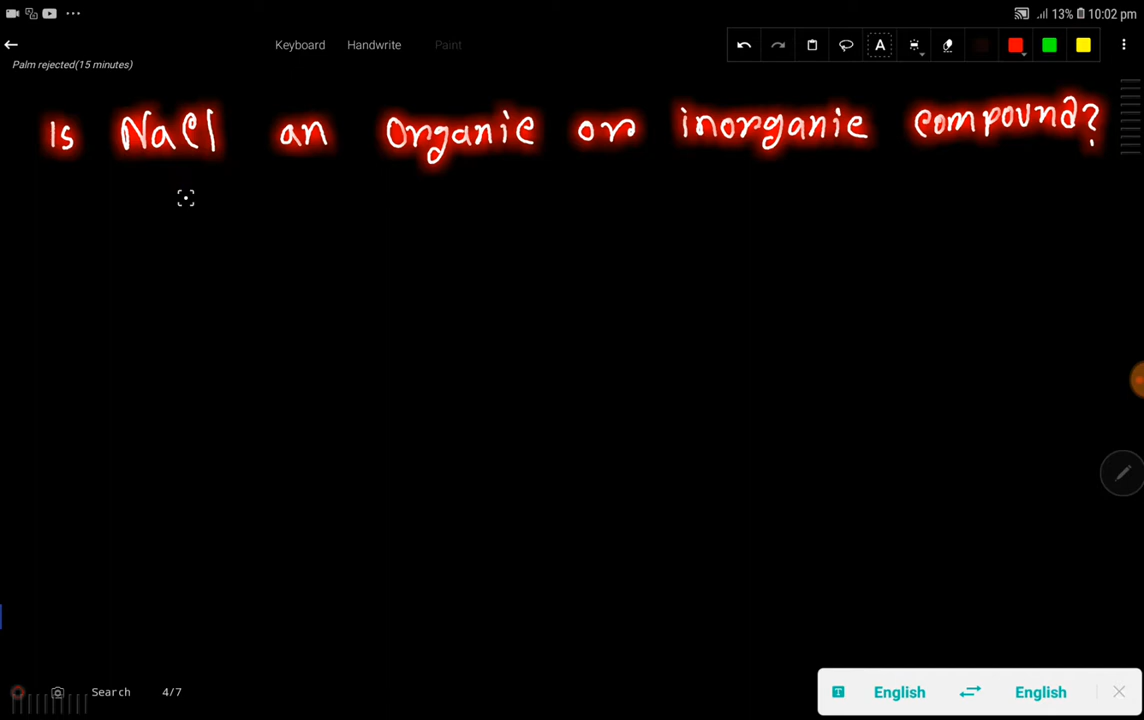 10:02 pm
13%
Keyboard Handwrite Paint A
Palm rejected(15 minutes)
Is NaCl an Organic or inorganic compound?
Search 4/7
T English English